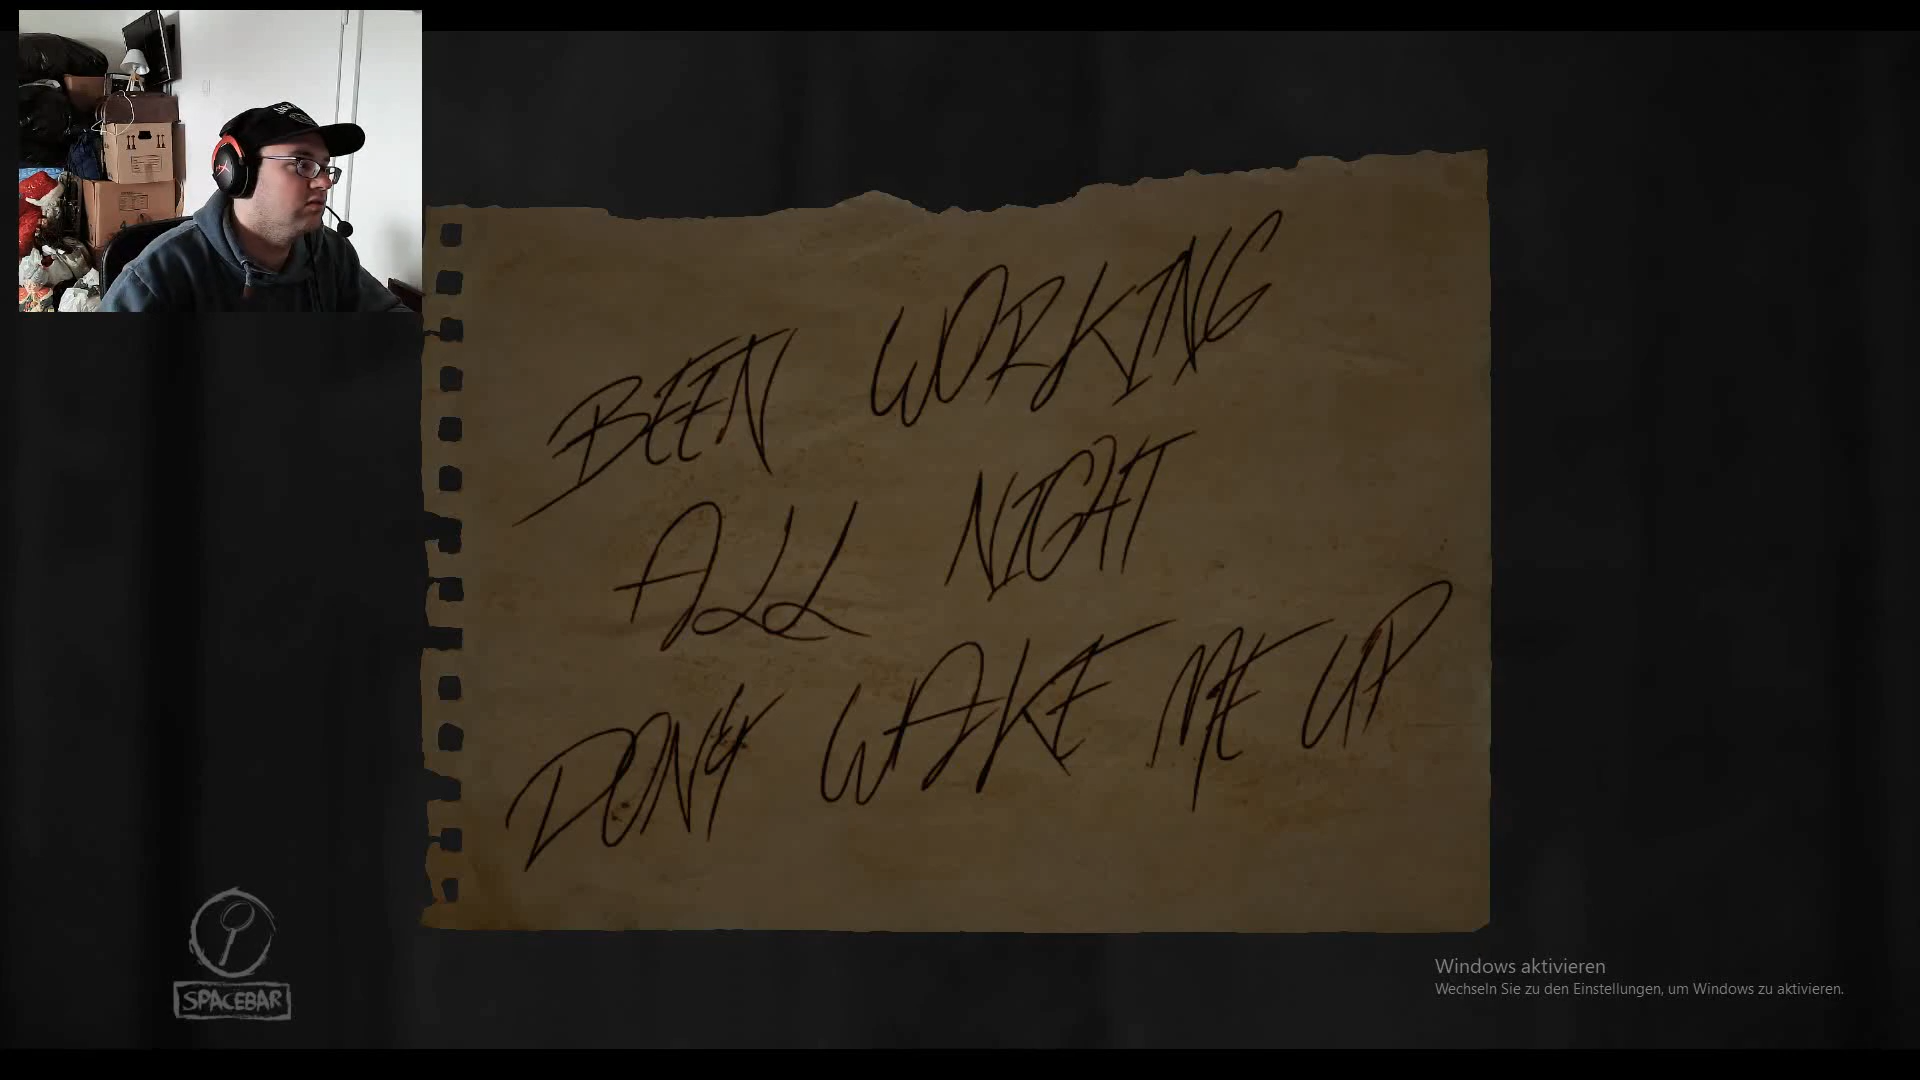 BEEN WORKING
ALL NIGHT
DON'T WAKE ME UP
SPACEBAR
Windows aktivieren
Wechseln Sie zu den Einstellungen, um Windows zu aktivieren.